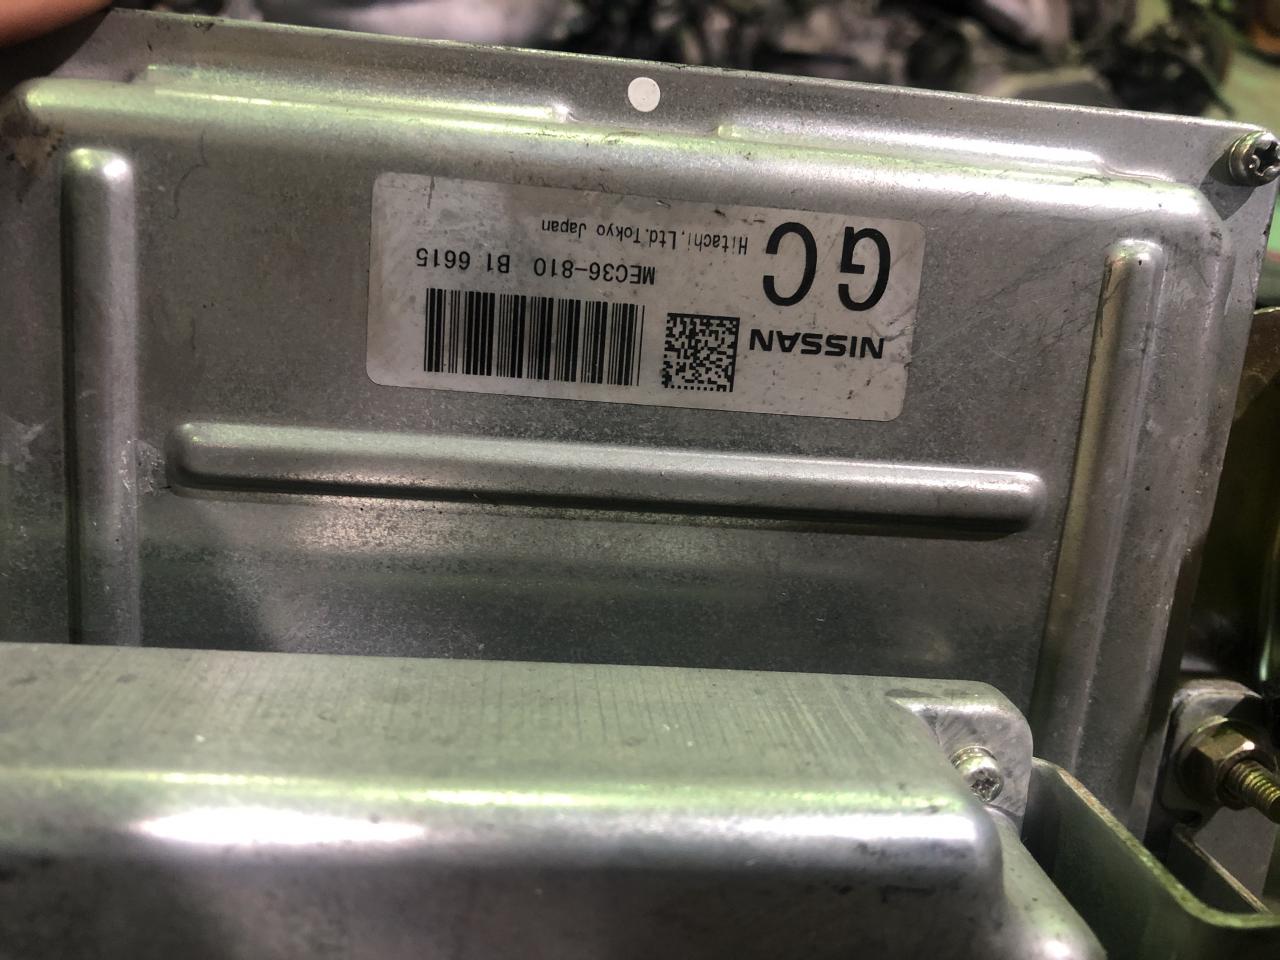 NISSAN
GC
MEC36-810 B1 6615
Hitachi,Ltd.Tokyo Japan